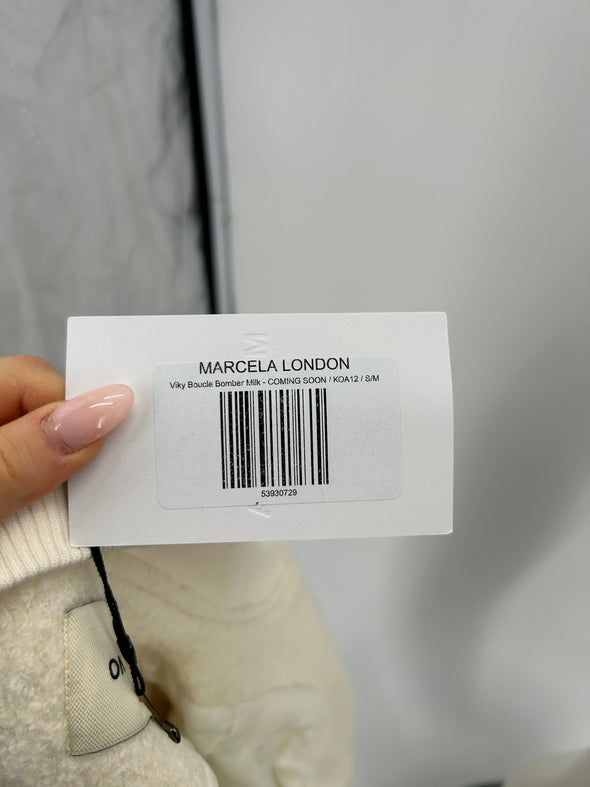 MARCELA LONDON
Viky Boucle Bomber Milk - COMING SOON / KOA12 / S/M
53930729